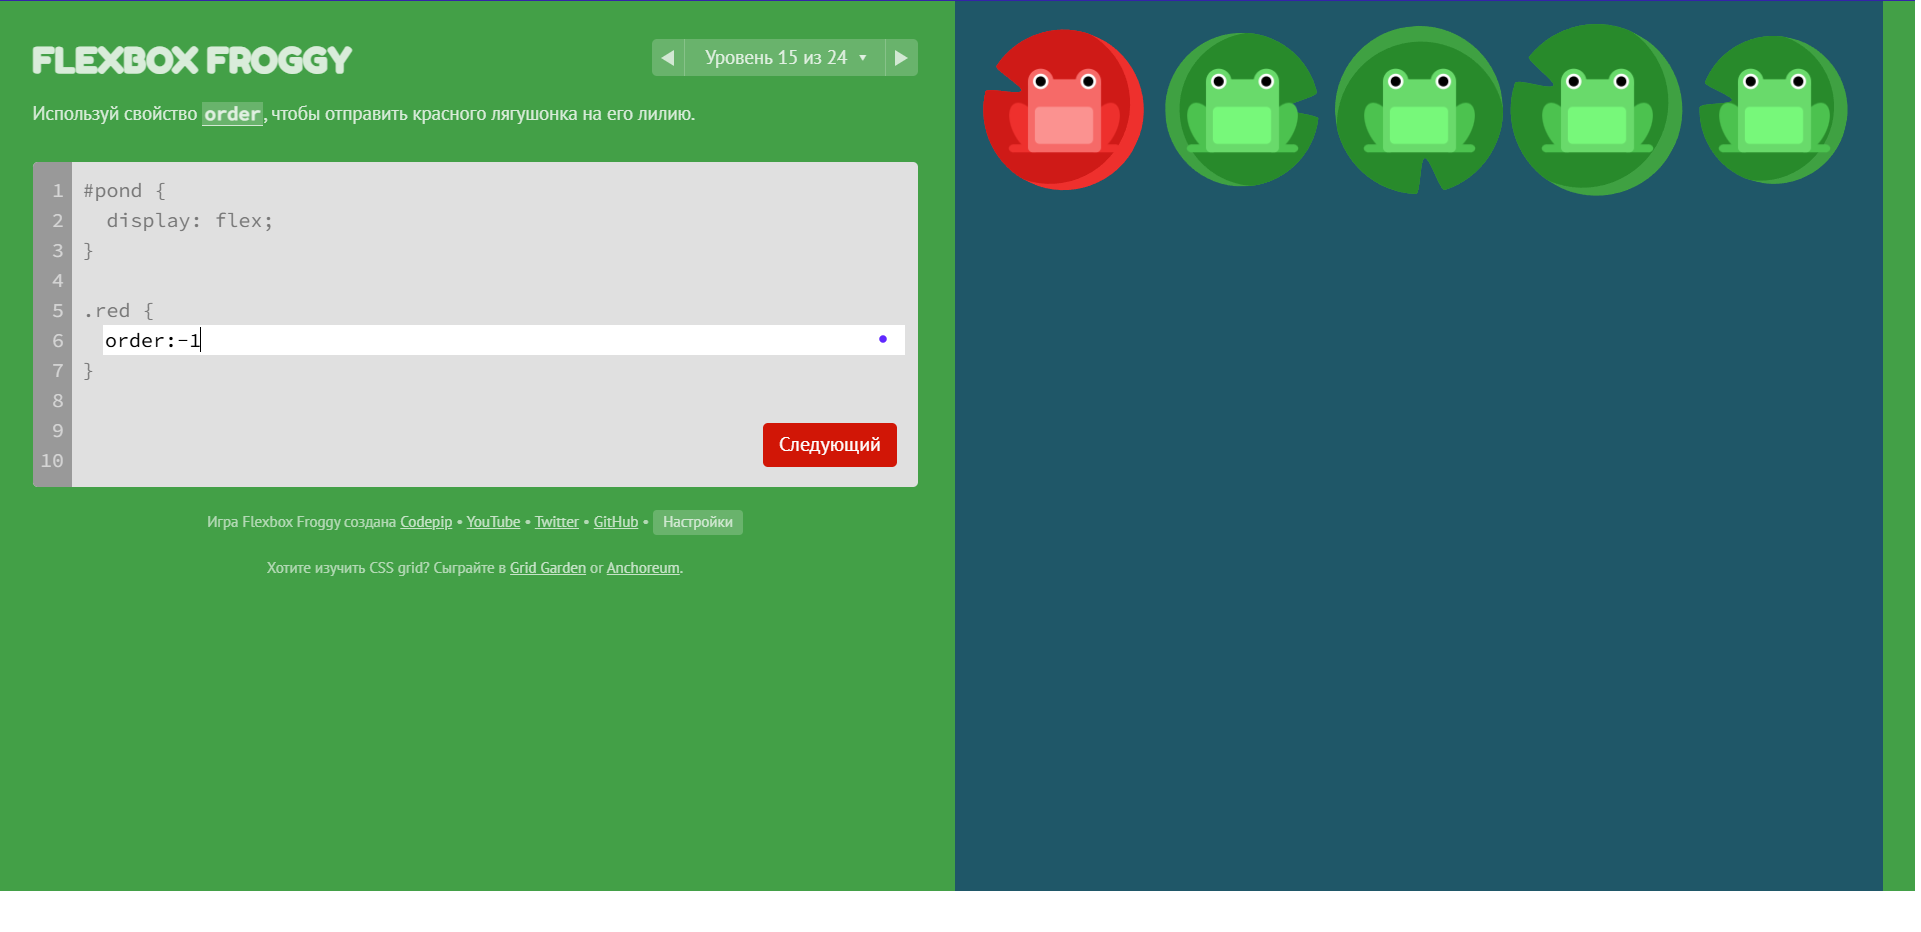 FLEXBOX FROGGY
Уровень 15 из 24
Используй свойство order, чтобы отправить красного лягушонка на его лилию.
1 #pond {
2 display: flex;
3 }
4
5 .red {
6 order:-1
7 }
8
9
10
Следующий
Игра Flexbox Froggy создана Codepip • YouTube • Twitter • GitHub • Настройки
Хотите изучить CSS grid? Сыграйте в Grid Garden or Anchoreum.